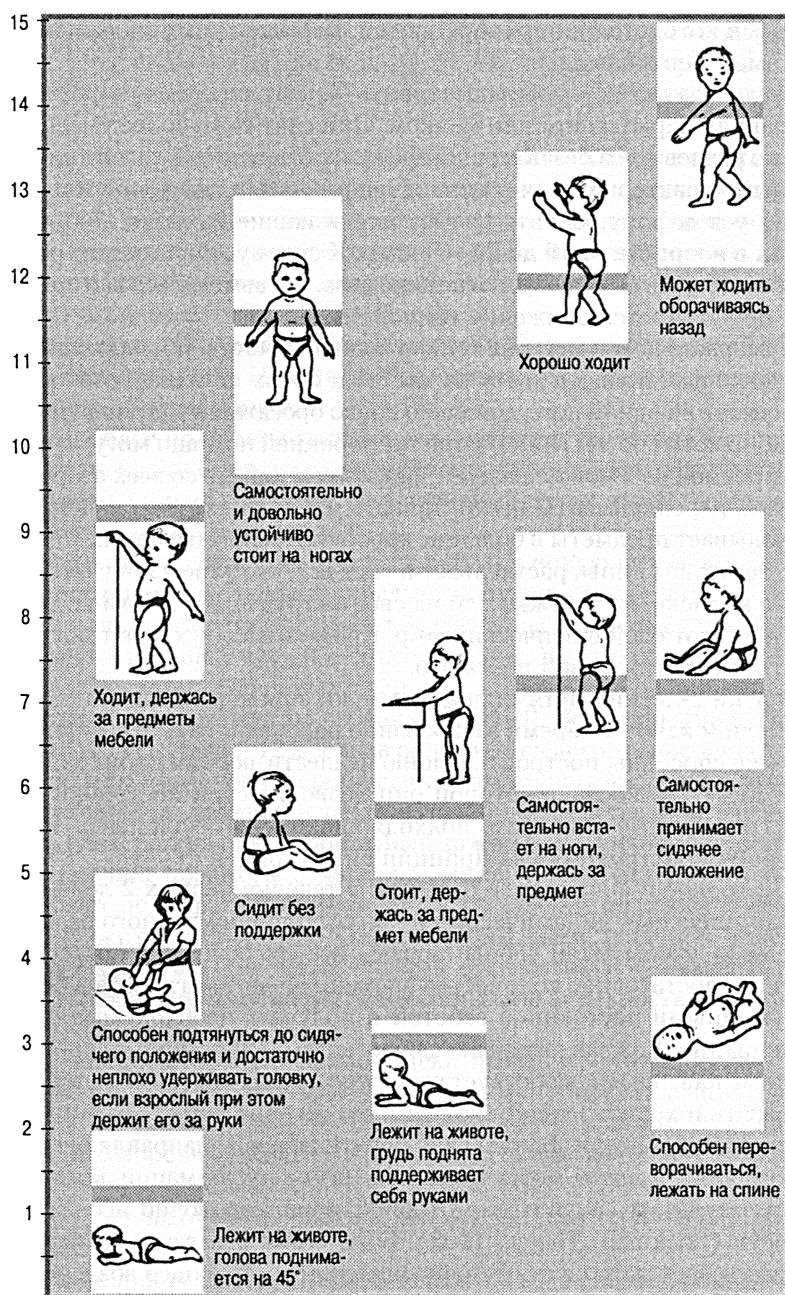 15
14
13
12
11
10
9
8
7
6
5
4
3
2
1
Может ходить
оборачиваясь
назад
Хорошо ходит
Самостоятельно
и довольно
устойчиво
стоит на ногах
Ходит, держась
за предметы
мебели
Самостоя-
тельно вста-
ет на ноги,
держась за
предмет
Самостоя-
тельно
принимает
сидячее
положение
Сидит без
поддержки
Стоит, дер-
жась за пред-
мет мебели
Способен подтянуться до сидя-
чего положения и достаточно
неплохо удерживать головку,
если взрослый при этом
держит его за руки
Лежит на животе,
грудь поднята
поддерживает
себя руками
Способен пере-
ворачиваться,
лежать на спине
Лежит на животе,
голова поднима-
ется на 45°